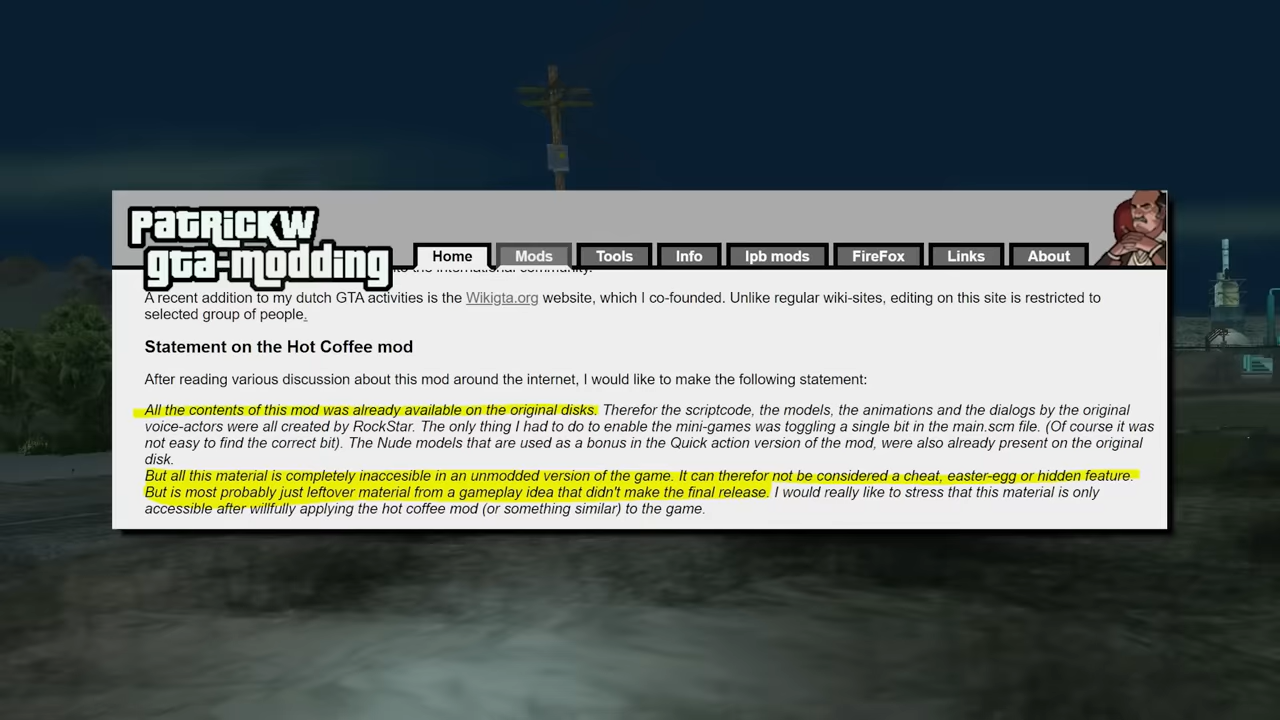 PatrickW
gta-modding
Home
Mods
Tools
Info
Ipb mods
FireFox
Links
About
the international community.
A recent addition to my dutch GTA activities is the Wikigta.org website, which I co-founded. Unlike regular wiki-sites, editing on this site is restricted to
selected group of people.
Statement on the Hot Coffee mod
After reading various discussion about this mod around the internet, I would like to make the following statement:
All the contents of this mod was already available on the original disks. Therefor the scriptcode, the models, the animations and the dialogs by the original
voice-actors were all created by RockStar. The only thing I had to do to enable the mini-games was toggling a single bit in the main.scm file. (Of course it was
not easy to find the correct bit). The Nude models that are used as a bonus in the Quick action version of the mod, were also already present on the original
disk.
But all this material is completely inaccesible in an unmodded version of the game. It can therefor not be considered a cheat, easter-egg or hidden feature.
But is most probably just leftover material from a gameplay idea that didn't make the final release. I would really like to stress that this material is only
accessible after willfully applying the hot coffee mod (or something similar) to the game.